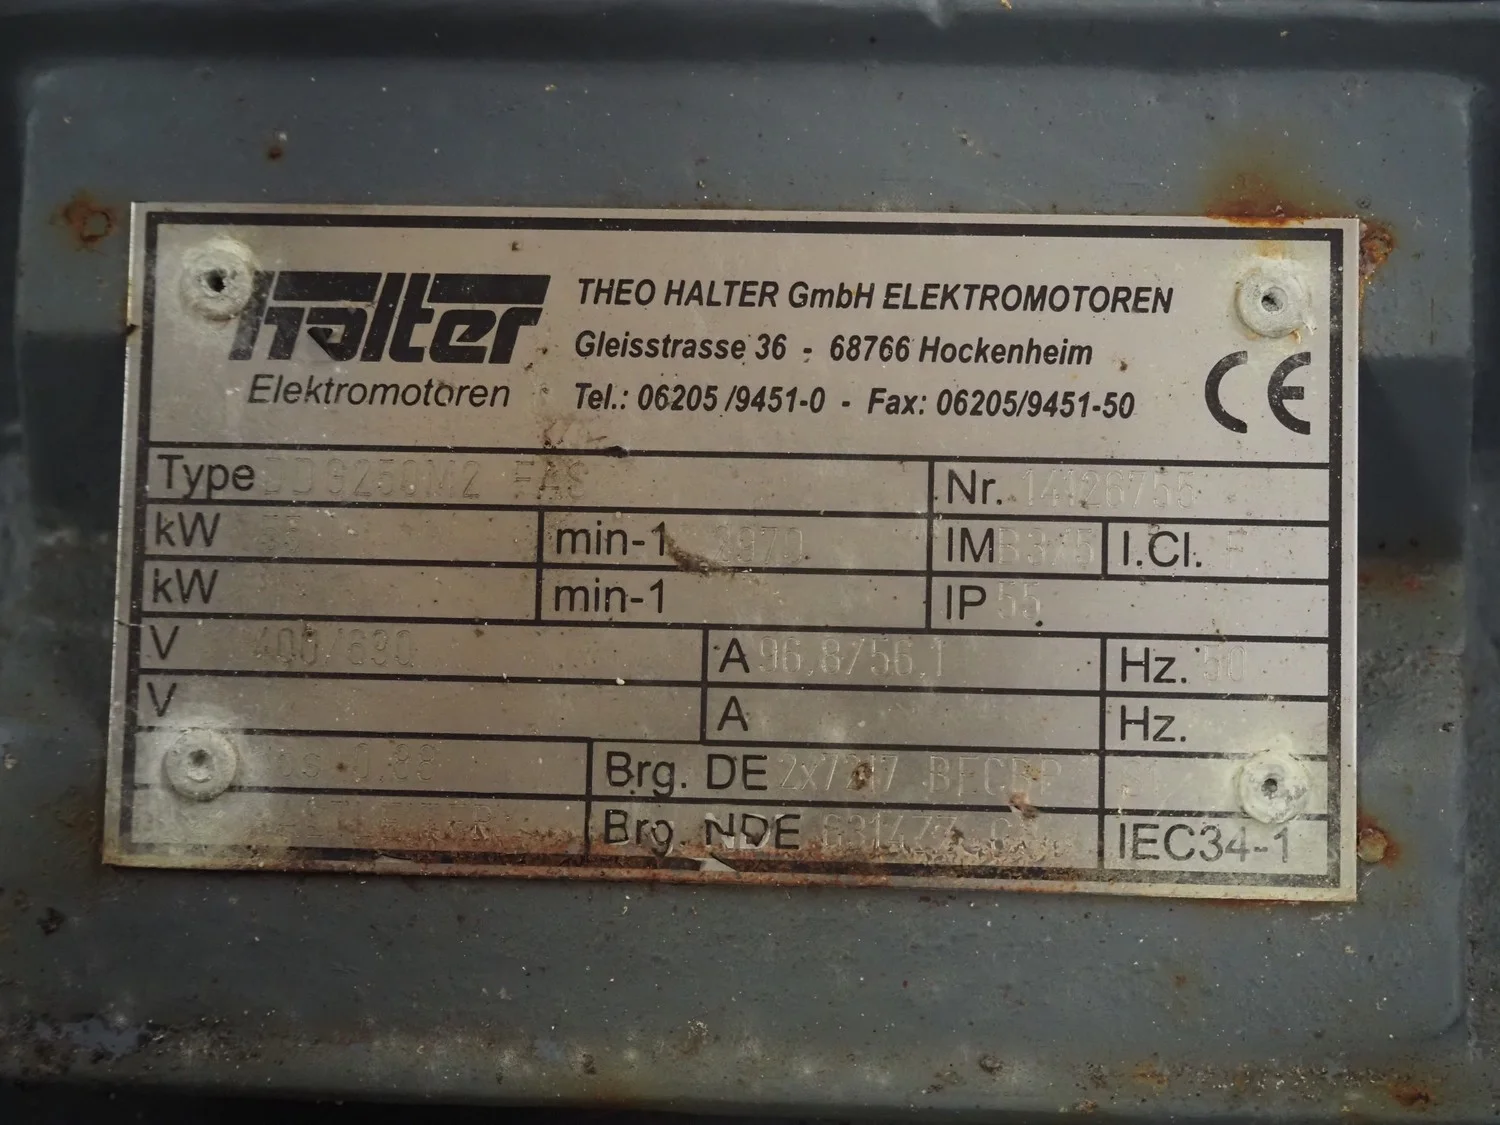 halter
Elektromotoren
THEO HALTER GmbH ELEKTROMOTOREN
Gleisstrasse 36 - 68766 Hockenheim
Tel.: 06205/9451-0 - Fax: 06205/9451-50
CE
Type FAS Nr. 14126755
kW min-1 2970 IM B3/5 I.Cl. F
kW min-1 IP 55
V 400/690 A 96,8/56,1 Hz. 50
V A Hz.
0.88 Brg. DE 2x7217
Brg. NDE IEC34-1